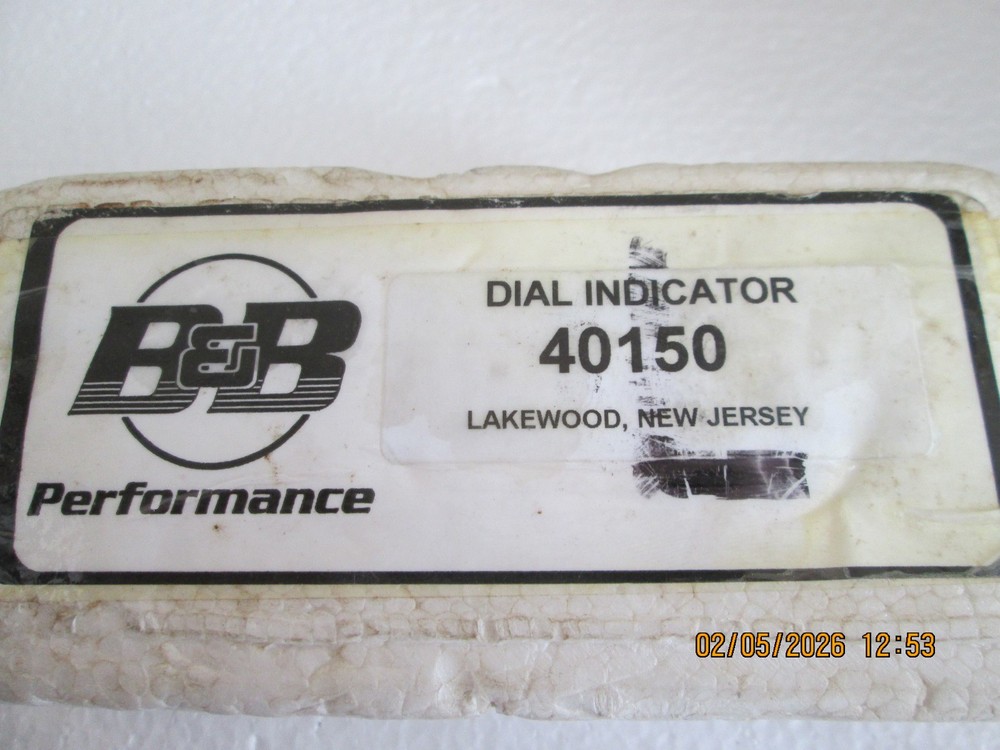 B&B
Performance
DIAL INDICATOR
40150
LAKEWOOD, NEW JERSEY
02/05/2026 12:53